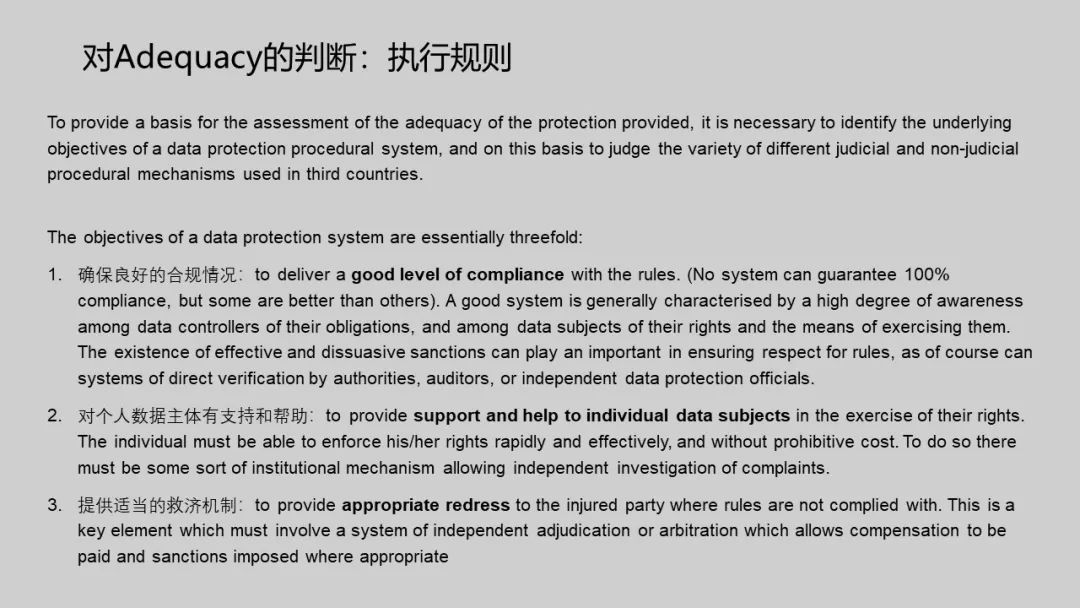 对Adequacy的判断：执行规则
To provide a basis for the assessment of the adequacy of the protection provided, it is necessary to identify the underlying
objectives of a data protection procedural system, and on this basis to judge the variety of different judicial and non-judicial
procedural mechanisms used in third countries.
The objectives of a data protection system are essentially threefold:
1. 确保良好的合规情况：to deliver a good level of compliance with the rules. (No system can guarantee 100%
compliance, but some are better than others). A good system is generally characterised by a high degree of awareness
among data controllers of their obligations, and among data subjects of their rights and the means of exercising them.
The existence of effective and dissuasive sanctions can play an important in ensuring respect for rules, as of course can
systems of direct verification by authorities, auditors, or independent data protection officials.
2. 对个人数据主体有支持和帮助：to provide support and help to individual data subjects in the exercise of their rights.
The individual must be able to enforce his/her rights rapidly and effectively, and without prohibitive cost. To do so there
must be some sort of institutional mechanism allowing independent investigation of complaints.
3. 提供适当的救济机制：to provide appropriate redress to the injured party where rules are not complied with. This is a
key element which must involve a system of independent adjudication or arbitration which allows compensation to be
paid and sanctions imposed where appropriate